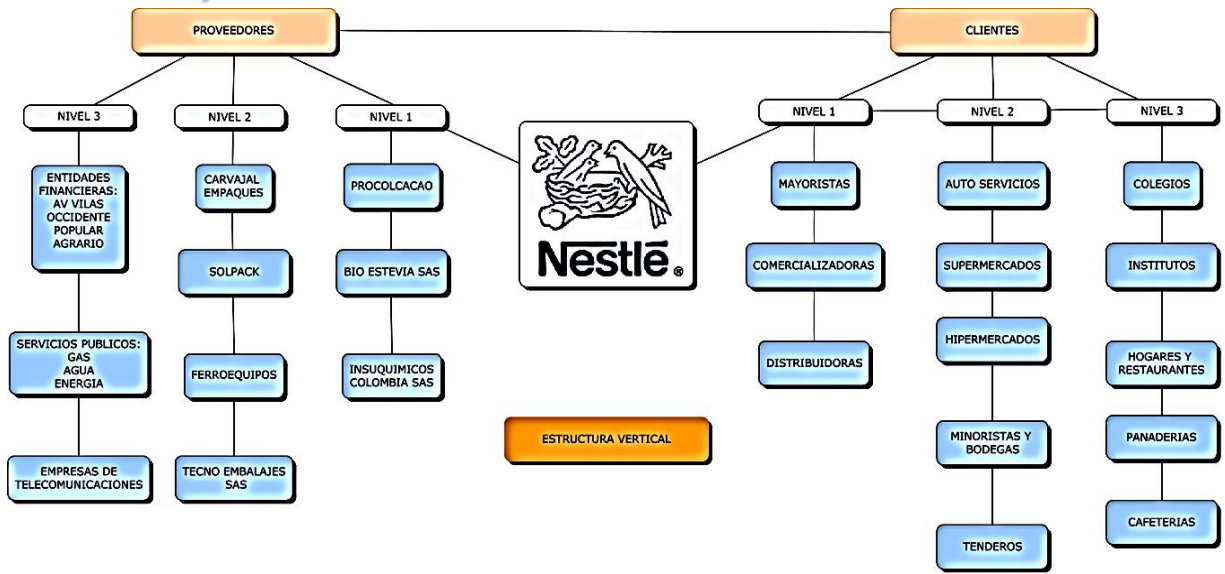 PROVEEDORES
CLIENTES
NIVEL 3
NIVEL 2
NIVEL 1
NIVEL 1
NIVEL 2
NIVEL 3
ENTIDADES
FINANCIERAS:
AV VILAS
OCCIDENTE
POPULAR
AGRARIO
SERVICIOS PUBLICOS:
GAS
AGUA
ENERGIA
EMPRESAS DE
TELECOMUNICACIONES
CARVAJAL
EMPAQUES
SOLPACK
FERROEQUIPOS
TECNO EMBALAJES
SAS
PROCOLCACAO
BIO ESTEVIA SAS
INSUQUIMICOS
COLOMBIA SAS
Nestlé®
ESTRUCTURA VERTICAL
MAYORISTAS
COMERCIALIZADORAS
DISTRIBUIDORAS
AUTO SERVICIOS
SUPERMERCADOS
HIPERMERCADOS
MINORISTAS Y
BODEGAS
TENDEROS
COLEGIOS
INSTITUTOS
HOGARES Y
RESTAURANTES
PANADERIAS
CAFETERIAS